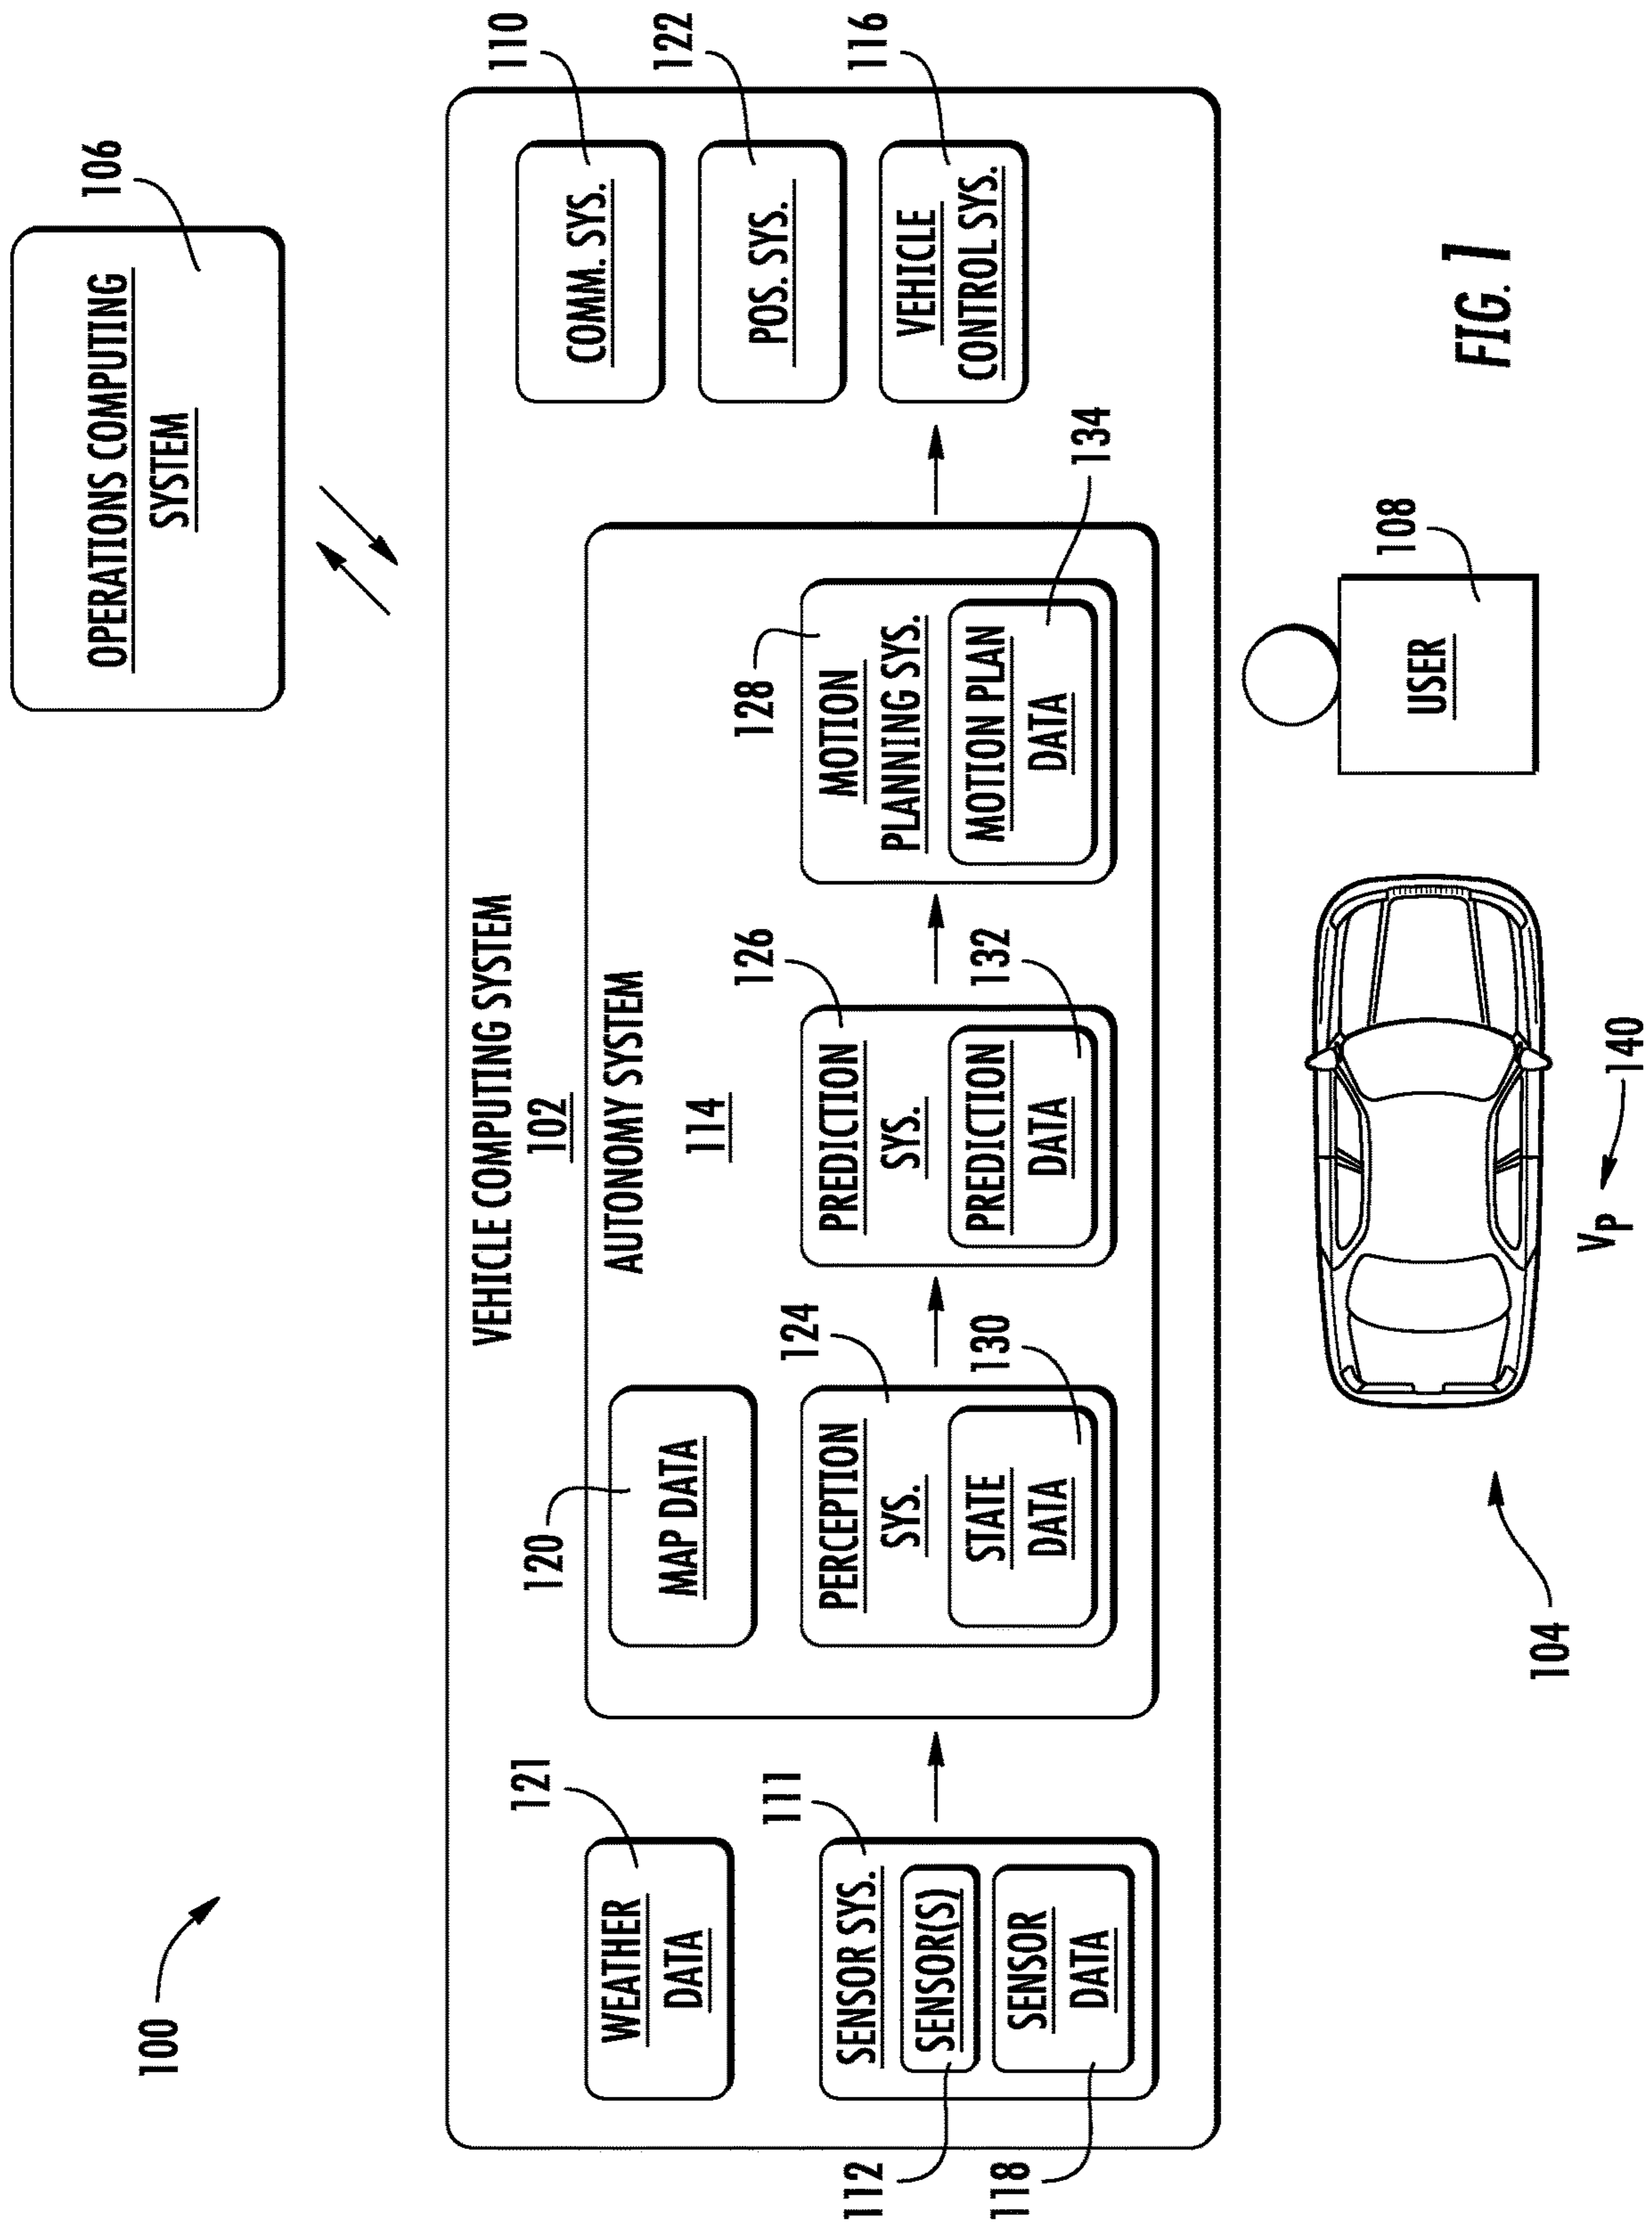 100
OPERATIONS COMPUTING
SYSTEM
106
VEHICLE COMPUTING SYSTEM
102
WEATHER
DATA
121
SENSOR SYS.
111
SENSOR(S)
112
SENSOR
DATA
118
AUTONOMY SYSTEM
114
MAP DATA
120
PERCEPTION
SYS.
124
STATE
DATA
130
PREDICTION
SYS.
126
PREDICTION
DATA
132
MOTION
PLANNING SYS.
128
MOTION PLAN
DATA
134
COMM. SYS.
110
POS. SYS.
122
VEHICLE
CONTROL SYS.
116
104
VP
140
USER
108
FIG. 1